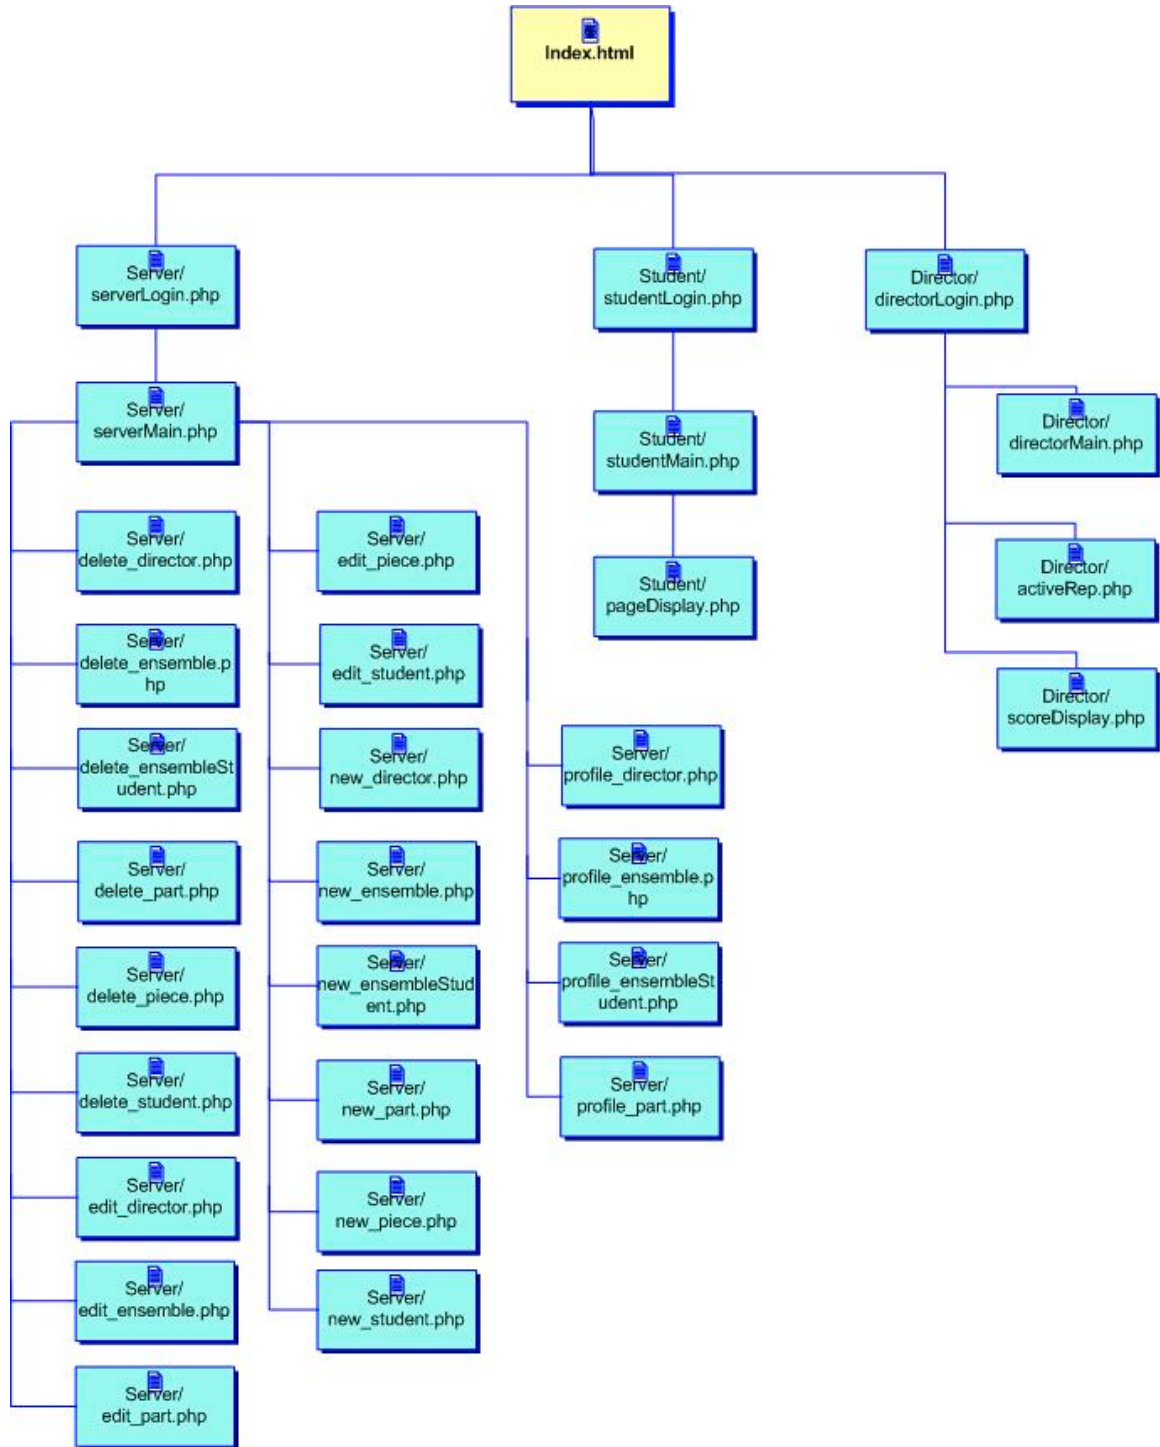 Index.html
Server/
serverLogin.php
Student/
studentLogin.php
Director/
directorLogin.php
Server/
serverMain.php
Student/
studentMain.php
Director/
directorMain.php
Server/
delete_director.php
Server/
edit_piece.php
Student/
pageDisplay.php
Director/
activeRep.php
Server/
delete_ensemble.p
hp
Server/
edit_student.php
Director/
scoreDisplay.php
Server/
delete_ensembleSt
udent.php
Server/
new_director.php
Server/
profile_director.php
Server/
delete_part.php
Server/
new_ensemble.php
Server/
profile_ensemble.p
hp
Server/
delete_piece.php
Server/
new_ensembleStud
ent.php
Server/
profile_ensembleSt
udent.php
Server/
delete_student.php
Server/
new_part.php
Server/
profile_part.php
Server/
edit_director.php
Server/
new_piece.php
Server/
edit_ensemble.php
Server/
new_student.php
Server/
edit_part.php